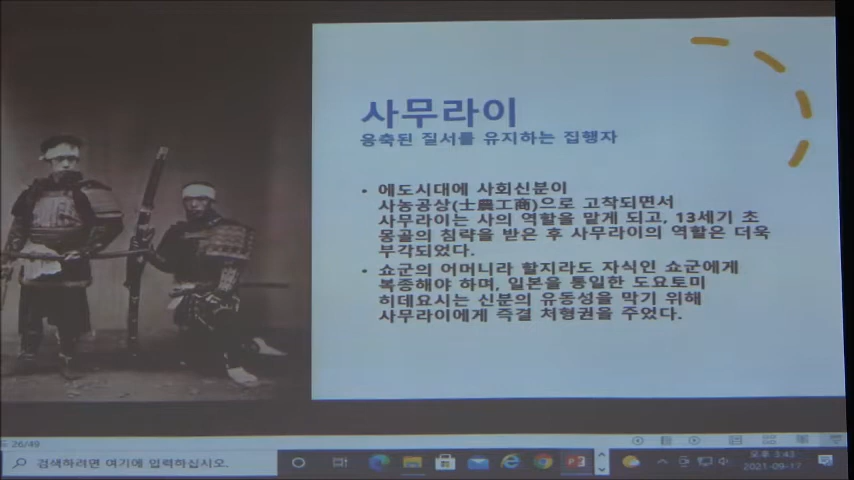 사무라이
응축된 질서를 유지하는 집행자
• 에도시대에 사회신분이
사농공상(士農工商)으로 고착되면서
사무라이는 사의 역할을 맡게 되고, 13세기 초
몽골의 침략을 받은 후 사무라이의 역할은 더욱
부각되었다.
• 쇼군의 어머니라 할지라도 자식인 쇼군에게
복종해야 하며, 일본을 통일한 도요토미
히데요시는 신분의 유동성을 막기 위해
사무라이에게 즉결 처형권을 주었다.
26/49
검색하려면 여기에 입력하십시오.
오후 3:43
2021-09-17